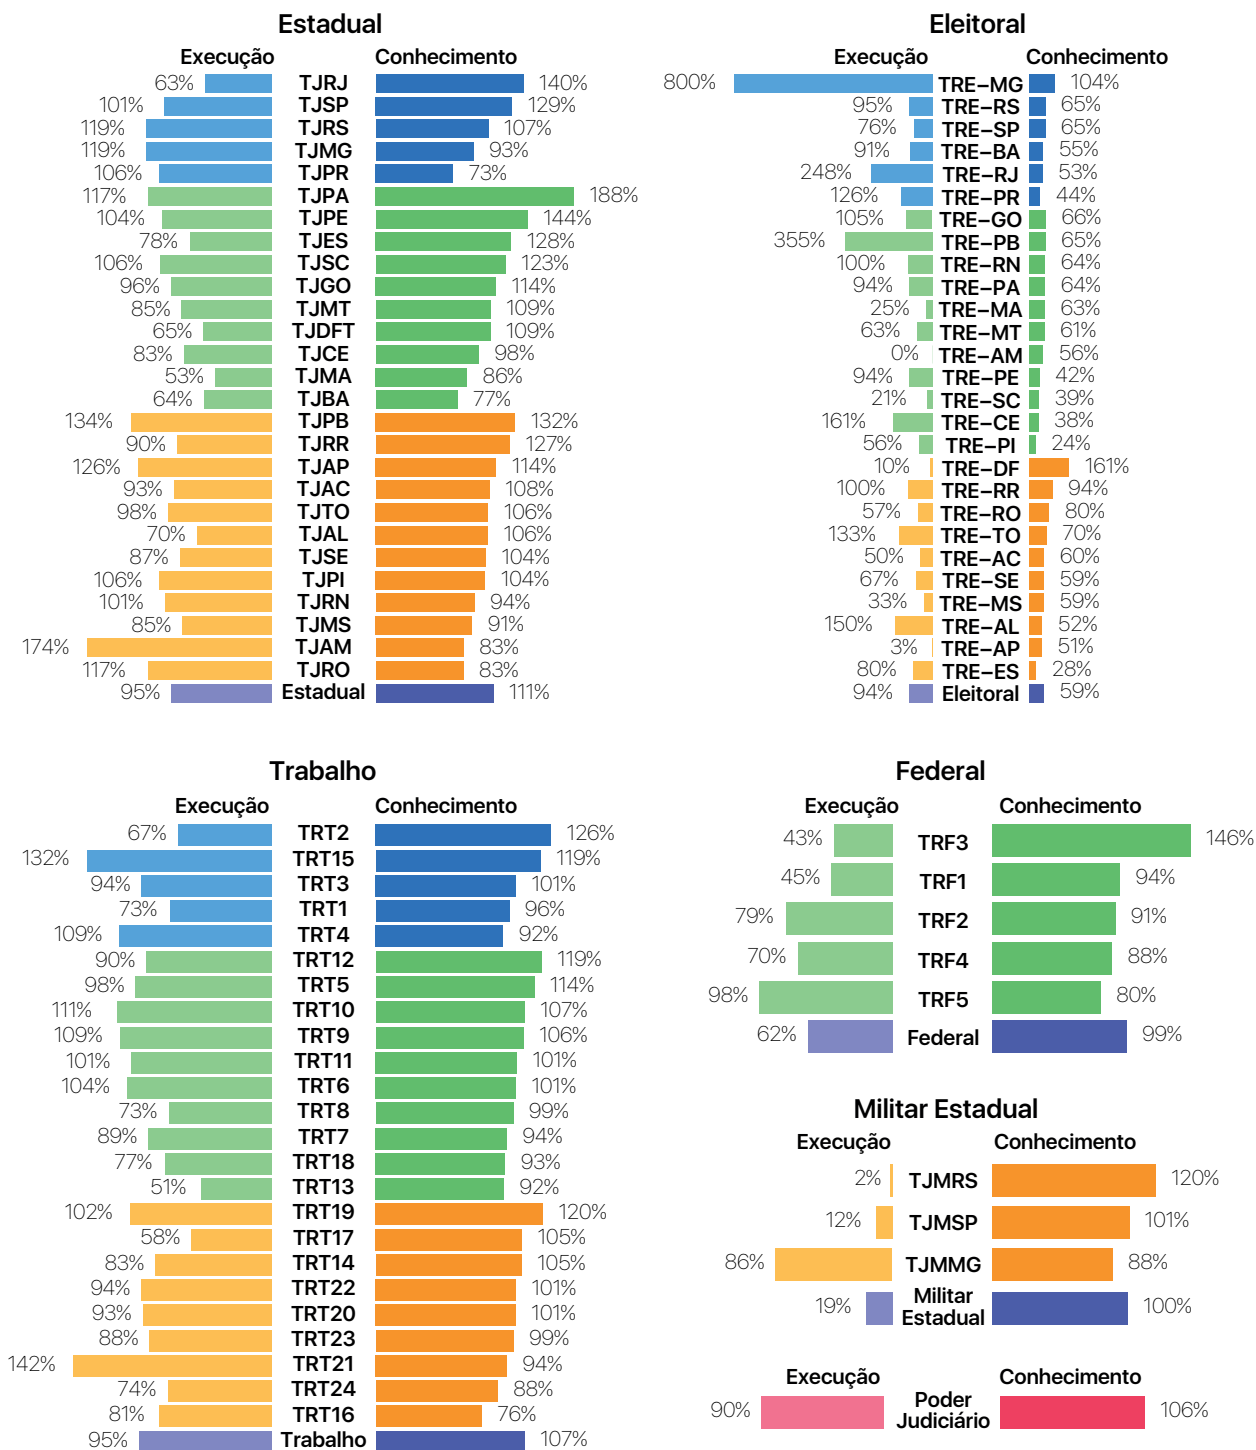 Estadual
Execução Conhecimento
63% TJRJ 140%
101% TJSP 129%
119% TJRS 107%
119% TJMG 93%
106% TJPR 73%
117% TJPA 188%
104% TJPE 144%
78% TJES 128%
106% TJSC 123%
96% TJGO 114%
85% TJMT 109%
65% TJDFT 109%
83% TJCE 98%
53% TJMA 86%
64% TJBA 77%
134% TJPB 132%
90% TJRR 127%
126% TJAP 114%
93% TJAC 108%
98% TJTO 106%
70% TJAL 106%
87% TJSE 104%
106% TJPI 104%
101% TJRN 94%
85% TJMS 91%
174% TJAM 83%
117% TJRO 83%
95% Estadual 111%
Eleitoral
Execução Conhecimento
800% TRE–MG 104%
95% TRE–RS 65%
76% TRE–SP 65%
91% TRE–BA 55%
248% TRE–RJ 53%
126% TRE–PR 44%
105% TRE–GO 66%
355% TRE–PB 65%
100% TRE–RN 64%
94% TRE–PA 64%
25% TRE–MA 63%
63% TRE–MT 61%
0% TRE–AM 56%
94% TRE–PE 42%
21% TRE–SC 39%
161% TRE–CE 38%
56% TRE–PI 24%
10% TRE–DF 161%
100% TRE–RR 94%
57% TRE–RO 80%
133% TRE–TO 70%
50% TRE–AC 60%
67% TRE–SE 59%
33% TRE–MS 59%
150% TRE–AL 52%
3% TRE–AP 51%
80% TRE–ES 28%
94% Eleitoral 59%
Trabalho
Execução Conhecimento
67% TRT2 126%
132% TRT15 119%
94% TRT3 101%
73% TRT1 96%
109% TRT4 92%
90% TRT12 119%
98% TRT5 114%
111% TRT10 107%
109% TRT9 106%
101% TRT11 101%
104% TRT6 101%
73% TRT8 99%
89% TRT7 94%
77% TRT18 93%
51% TRT13 92%
102% TRT19 120%
58% TRT17 105%
83% TRT14 105%
94% TRT22 101%
93% TRT20 101%
88% TRT23 99%
142% TRT21 94%
74% TRT24 88%
81% TRT16 76%
95% Trabalho 107%
Federal
Execução Conhecimento
43% TRF3 146%
45% TRF1 94%
79% TRF2 91%
70% TRF4 88%
98% TRF5 80%
62% Federal 99%
Militar Estadual
Execução Conhecimento
2% TJMRS 120%
12% TJMSP 101%
86% TJMMG 88%
19% Militar
Estadual 100%
Execução Conhecimento
90% Poder
Judiciário 106%